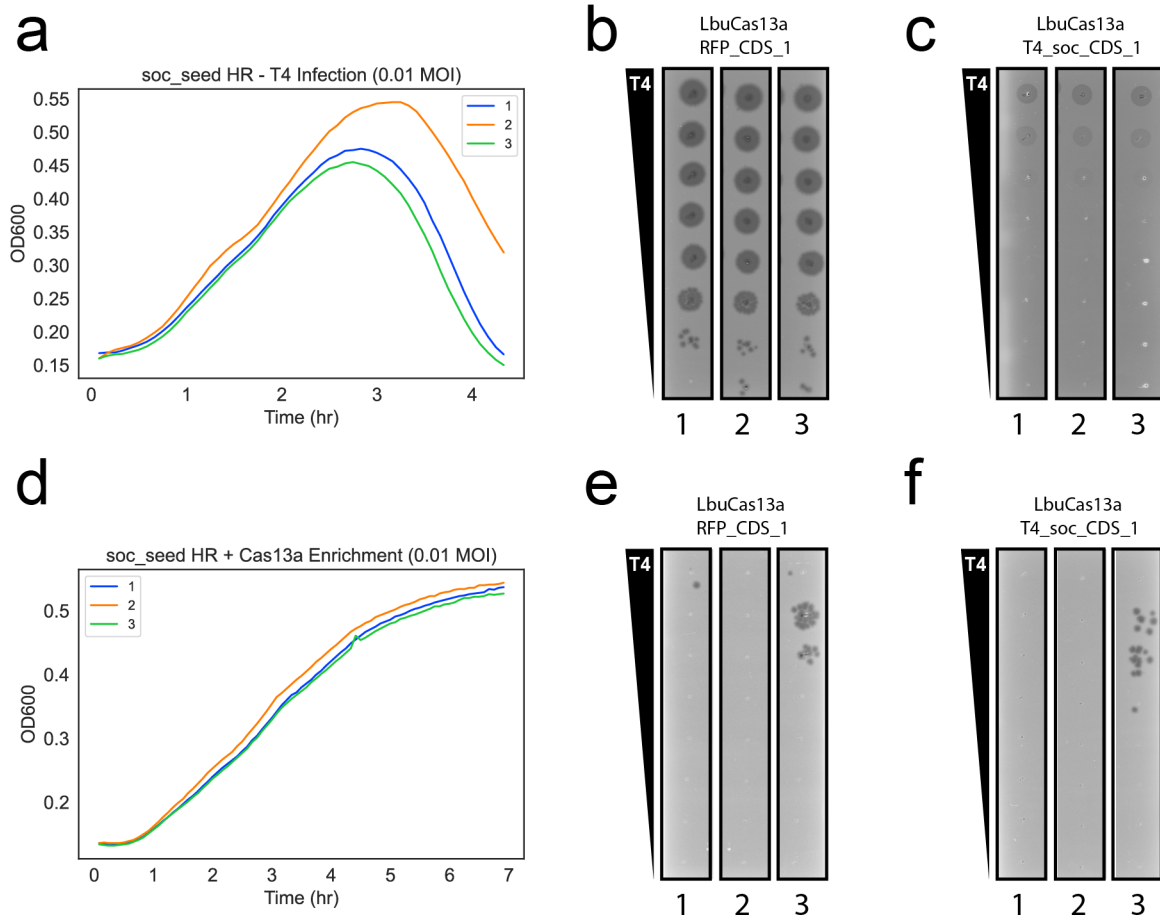 a
soc_seed HR - T4 Infection (0.01 MOI)
0.55
0.50
0.45
0.40
0.35
0.30
0.25
0.20
0.15
OD600
1
2
3
0
1
2
3
4
Time (hr)
b
LbuCas13a
RFP_CDS_1
T4
1
2
3
c
LbuCas13a
T4_soc_CDS_1
T4
1
2
3
d
soc_seed HR + Cas13a Enrichment (0.01 MOI)
1
2
3
0.5
0.4
0.3
0.2
OD600
0
1
2
3
4
5
6
7
Time (hr)
e
LbuCas13a
RFP_CDS_1
T4
1
2
3
f
LbuCas13a
T4_soc_CDS_1
T4
1
2
3